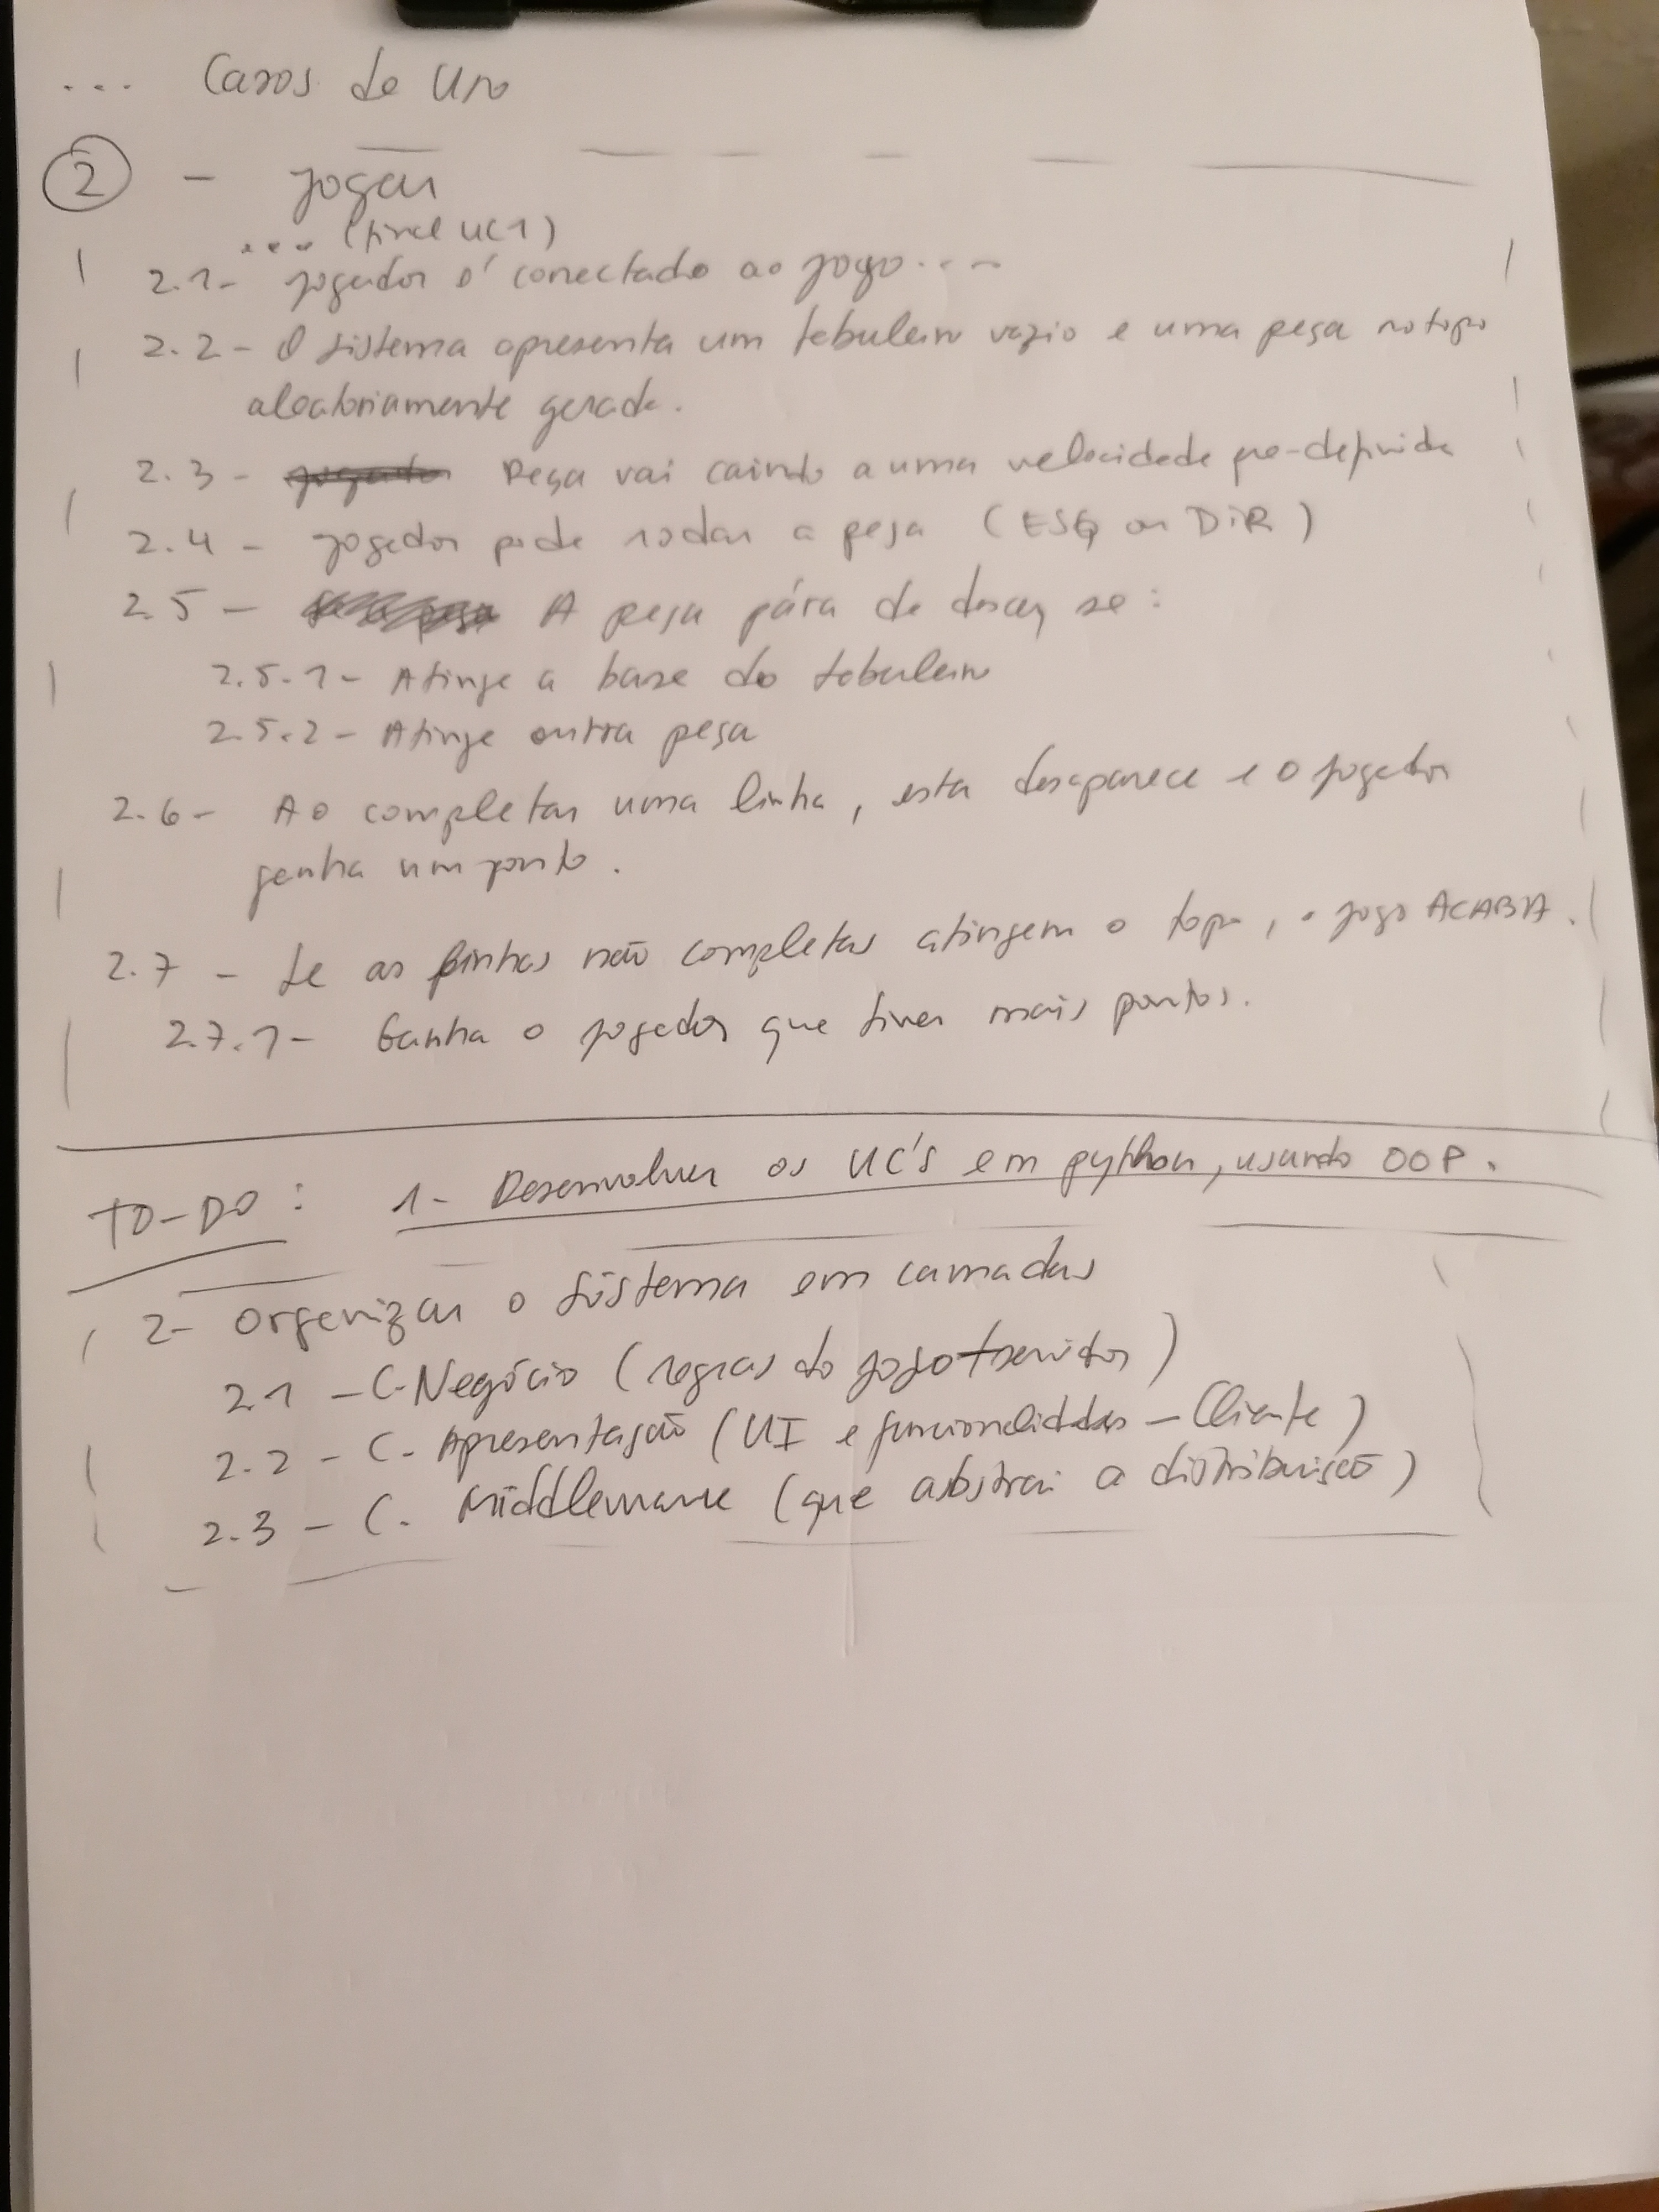 ... Casos de Uso
2 - jogar
... (final UC1)
2.1- jogador é conectado ao jogo....
2.2- O sistema apresenta um tabuleiro vazio e uma peça no topo
aleatoriamente gerada.
2.3- jogador Peça vai caindo a uma velocidade pre-definida
2.4- jogador pode rodar a peça (ESQ ou DIR)
2.5- A peça pára de descer se:
2.5.1- Atinge a base do tabuleiro
2.5.2- Atinge outra peça
2.6- Ao completar uma linha, esta desaparece e o jogador
ganha um ponto.
2.7- Se as linhas não completas atingem o topo, o jogo ACABA.
2.7.1- Ganha o jogador que tiver mais pontos.
TO-DO: 1- Desenvolver os UC's em python, usando OOP.
2- Organizar o sistema em camadas
2.1 - C. Negócio (regras do jogo + servidor)
2.2 - C. Apresentação (UI e funcionalidades - Cliente)
2.3 - C. Middleware (que abstrai a distribuição)